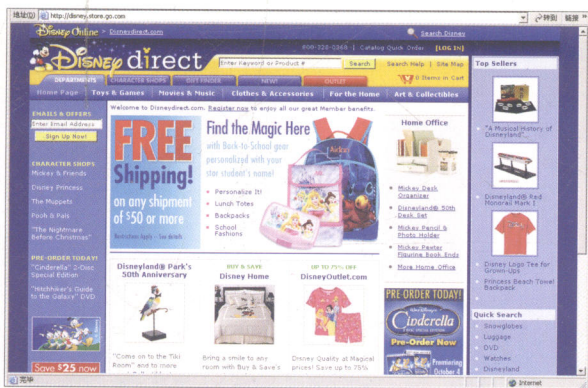 地址(D) http://disney.store.go.com
转到 链接 »
Disney Online > Disneydirect.com
Search Disney
Catalog Quick Order [LOG IN]
Disney direct
Enter Keyword or Product #
Search
Search Help | Site Map
DEPARTMENTS CHARACTER SHOPS GIFT FINDER NEW! OUTLET
0 Items in Cart
Home Page Toys & Games Movies & Music Clothes & Accessories For the Home Art & Collectibles
Welcome to Disneydirect.com. Register now to enjoy all our great Member benefits.
EMAILS & OFFERS
Enter Email Address
Sign Up Now!
CHARACTER SHOPS
Mickey & Friends
Disney Princess
The Muppets
Pooh & Pals
"The Nightmare
Before Christmas"
PRE-ORDER TODAY!
"Cinderella" 2-Disc
Special Edition
"Hitchhiker's Guide
to the Galaxy" DVD
Save $25 now
FREE
Shipping!
on any shipment
of $50 or more
Restrictions Apply - See details
Find the Magic Here
with Back-to-School gear
personalized with your
star student's name!
Personalize It!
Lunch Totes
Backpacks
School
Fashions
Home Office
Mickey Desk
Organizer
Disneyland® 50th
Desk Set
Mickey Pencil &
Photo Holder
Mickey Pewter
Figurine Book Ends
More Home Office
Disneyland® Park's
50th Anniversary
"Come on to the Tiki
Room" and to more
BUY & SAVE
Disney Home
Bring a smile to any
room with Buy & Save's
UP TO 75% OFF
DisneyOutlet.com
Disney Quality at Magical
prices! Save up to 75%
PRE-ORDER TODAY!
Cinderella
Pre-Order Now
Premiering
October 4
Top Sellers
"A Musical History of
Disneyland"...
Disneyland® Red
Monorail Mark I
Disney Logo Tee for
Grown-Ups
Princess Beach Towel
Backpack
Quick Search
Snowglobes
Luggage
DVD
Watches
Disneyland
完毕
Internet